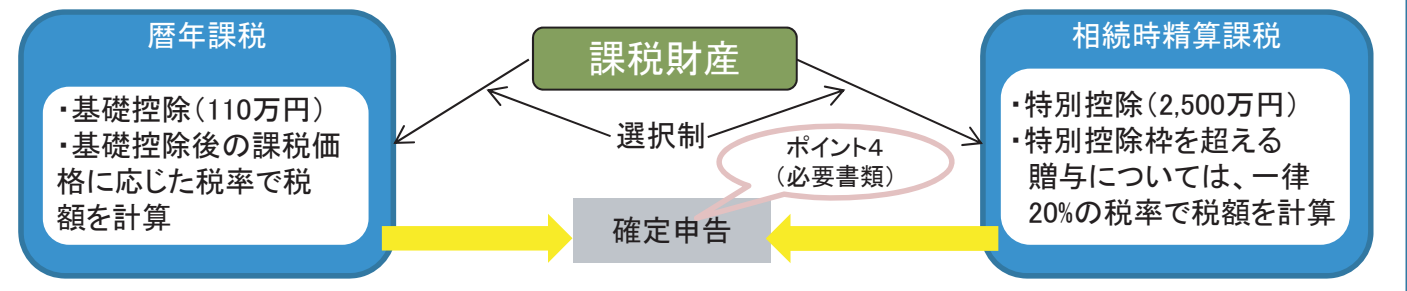 暦年課税
・基礎控除(110万円)
・基礎控除後の課税価
格に応じた税率で税
額を計算
課税財産
選択制
ポイント4
(必要書類)
確定申告
相続時精算課税
・特別控除(2,500万円)
・特別控除枠を超える
贈与については、一律
20%の税率で税額を計算